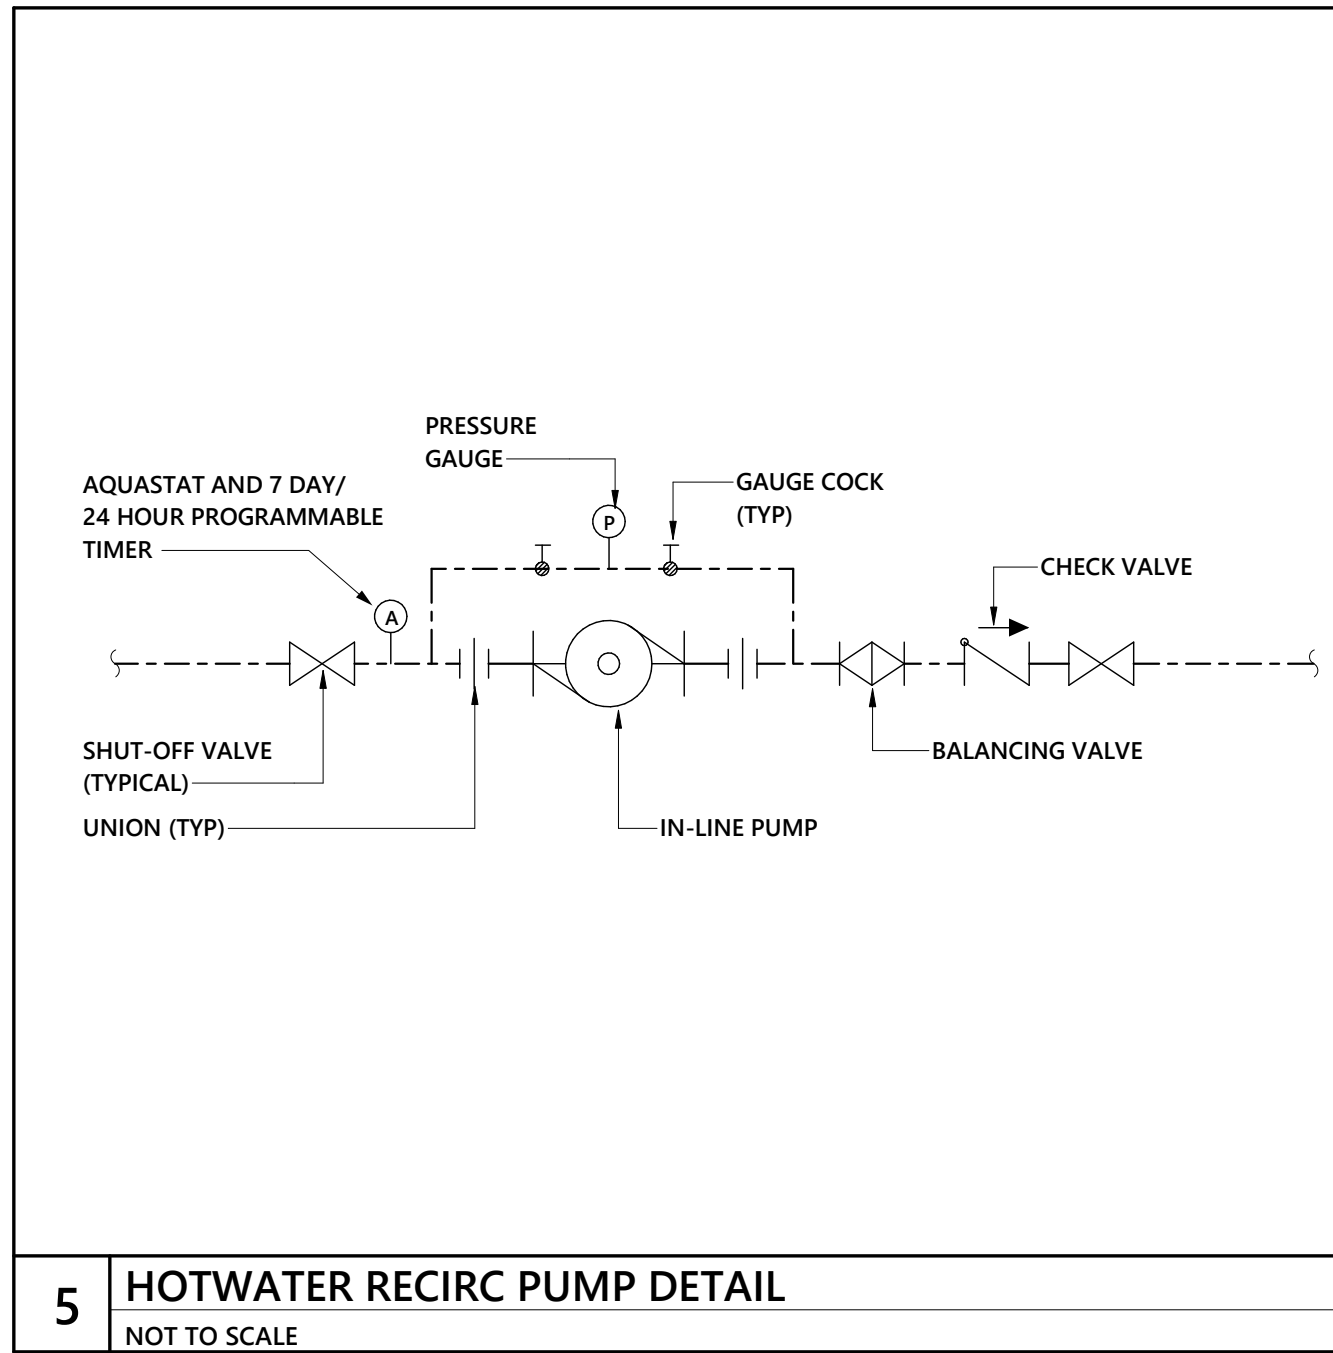 PRESSURE
GAUGE
AQUASTAT AND 7 DAY/
24 HOUR PROGRAMMABLE
TIMER
GAUGE COCK
(TYP)
P
CHECK VALVE
A
SHUT-OFF VALVE
(TYPICAL)
BALANCING VALVE
UNION (TYP)
IN-LINE PUMP
5
HOTWATER RECIRC PUMP DETAIL
NOT TO SCALE